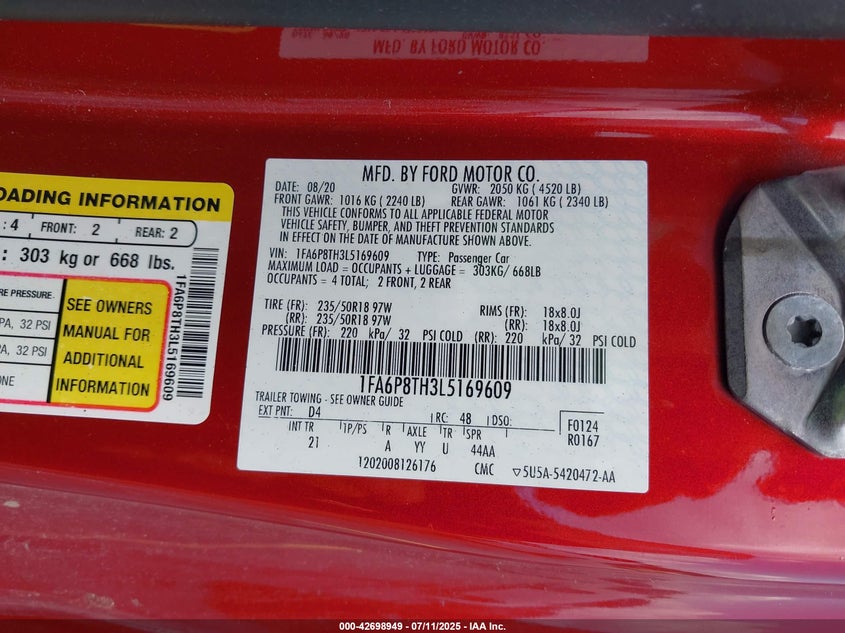 MFD. BY FORD MOTOR CO.
OADING INFORMATION
: 4 FRONT: 2 REAR: 2
: 303 kg or 668 lbs.
E PRESSURE
PA, 32 PSI
PA, 32 PSI
ONE
SEE OWNERS
MANUAL FOR
ADDITIONAL
INFORMATION
1FA6P8TH3L5169609
MFD. BY FORD MOTOR CO.
DATE: 08/20 GVWR: 2050 KG ( 4520 LB)
FRONT GAWR: 1016 KG ( 2240 LB) REAR GAWR: 1061 KG ( 2340 LB)
THIS VEHICLE CONFORMS TO ALL APPLICABLE FEDERAL MOTOR
VEHICLE SAFETY, BUMPER, AND THEFT PREVENTION STANDARDS
IN EFFECT ON THE DATE OF MANUFACTURE SHOWN ABOVE.
VIN: 1FA6P8TH3L5169609 TYPE: Passenger Car
MAXIMUM LOAD = OCCUPANTS + LUGGAGE = 303KG/ 668LB
OCCUPANTS = 4 TOTAL; 2 FRONT, 2 REAR
TIRE (FR): 235/50R18 97W RIMS (FR): 18x8.0J
(RR): 235/50R18 97W (RR): 18x8.0J
PRESSURE (FR): 220 kPa/ 32 PSI COLD (RR): 220 kPa/ 32 PSI COLD
1FA6P8TH3L5169609
TRAILER TOWING - SEE OWNER GUIDE
EXT PNT: D4 RC: 48 DSO: F0124
INT TR TP/PS R AXLE TR SPR R0167
21 A YY U 44AA
1202008126176 CMC ▽5U5A-5420472-AA
000-42698949 - 07/11/2025 - IAA Inc.